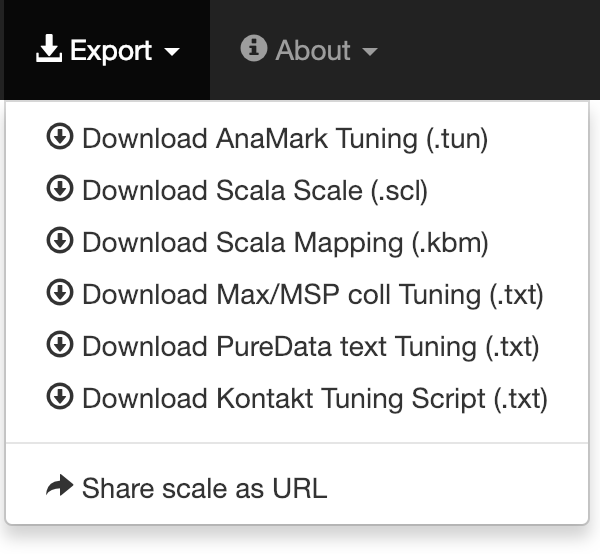 Export
About
Download AnaMark Tuning (.tun)
Download Scala Scale (.scl)
Download Scala Mapping (.kbm)
Download Max/MSP coll Tuning (.txt)
Download PureData text Tuning (.txt)
Download Kontakt Tuning Script (.txt)
Share scale as URL